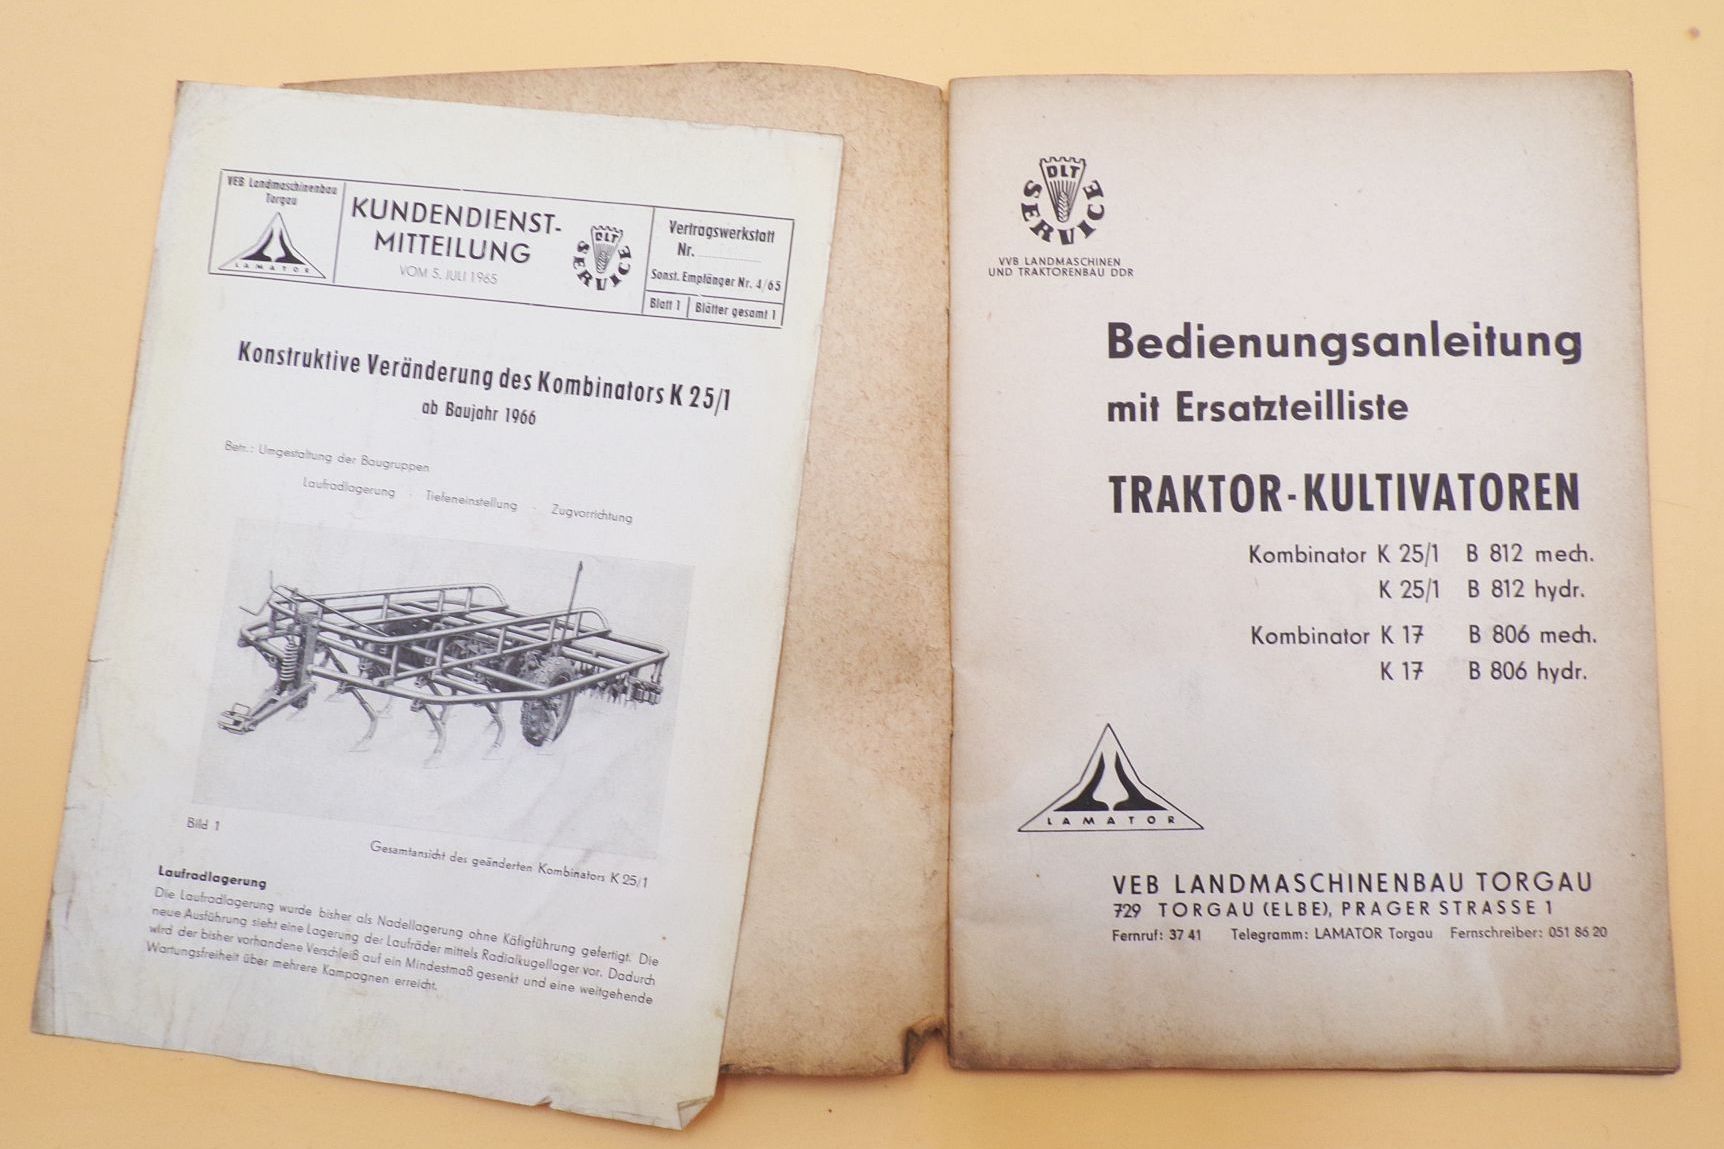 VEB Landmaschinenbau
Torgau
LAMATOR
KUNDENDIENST-
MITTEILUNG
VOM 5. JULI 1965
DLT
SERVICE
Vertragswerkstatt
Nr.
Sonst. Empfänger Nr. 4/65
Blatt 1
Blätter gesamt 1
Konstruktive Veränderung des Kombinators K 25/1
ab Baujahr 1966
Betr.: Umgestaltung der Baugruppen
Laufradlagerung · Tiefeneinstellung · Zugvorrichtung
Bild 1
Gesamtansicht des geänderten Kombinators K 25/1
Laufradlagerung
Die Laufradlagerung wurde bisher als Nadellagerung ohne Käfigführung gefertigt. Die
neue Ausführung sieht eine Lagerung der Laufräder mittels Radialkugellager vor. Dadurch
wird der bisher vorhandene Verschleiß auf ein Mindestmaß gesenkt und eine weitgehende
Wartungsfreiheit über mehrere Kampagnen erreicht.
DLT
SERVICE
VVB LANDMASCHINEN
UND TRAKTORENBAU DDR
Bedienungsanleitung
mit Ersatzteilliste
TRAKTOR-KULTIVATOREN
Kombinator K 25/1 B 812 mech.
K 25/1 B 812 hydr.
Kombinator K 17 B 806 mech.
K 17 B 806 hydr.
LAMATOR
VEB LANDMASCHINENBAU TORGAU
729 TORGAU (ELBE), PRAGER STRASSE 1
Fernruf: 37 41 Telegramm: LAMATOR Torgau Fernschreiber: 051 86 20